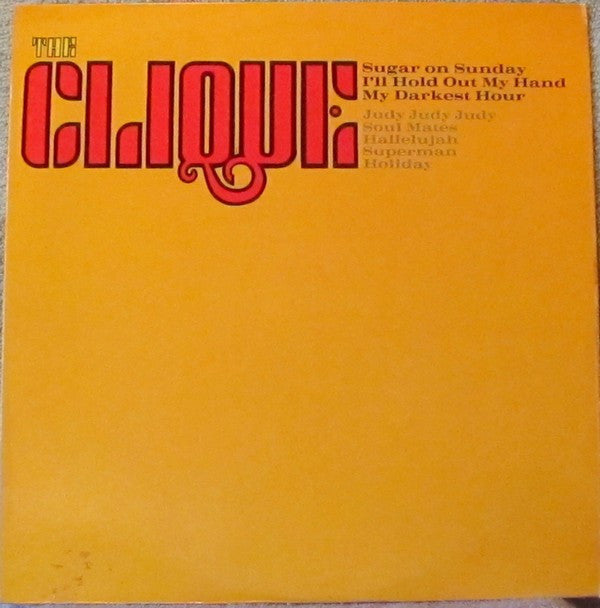 THE
CLIQUE
Sugar on Sunday
I'll Hold Out My Hand
My Darkest Hour
Judy Judy Judy
Soul Mates
Hallelujah
Superman
Holiday